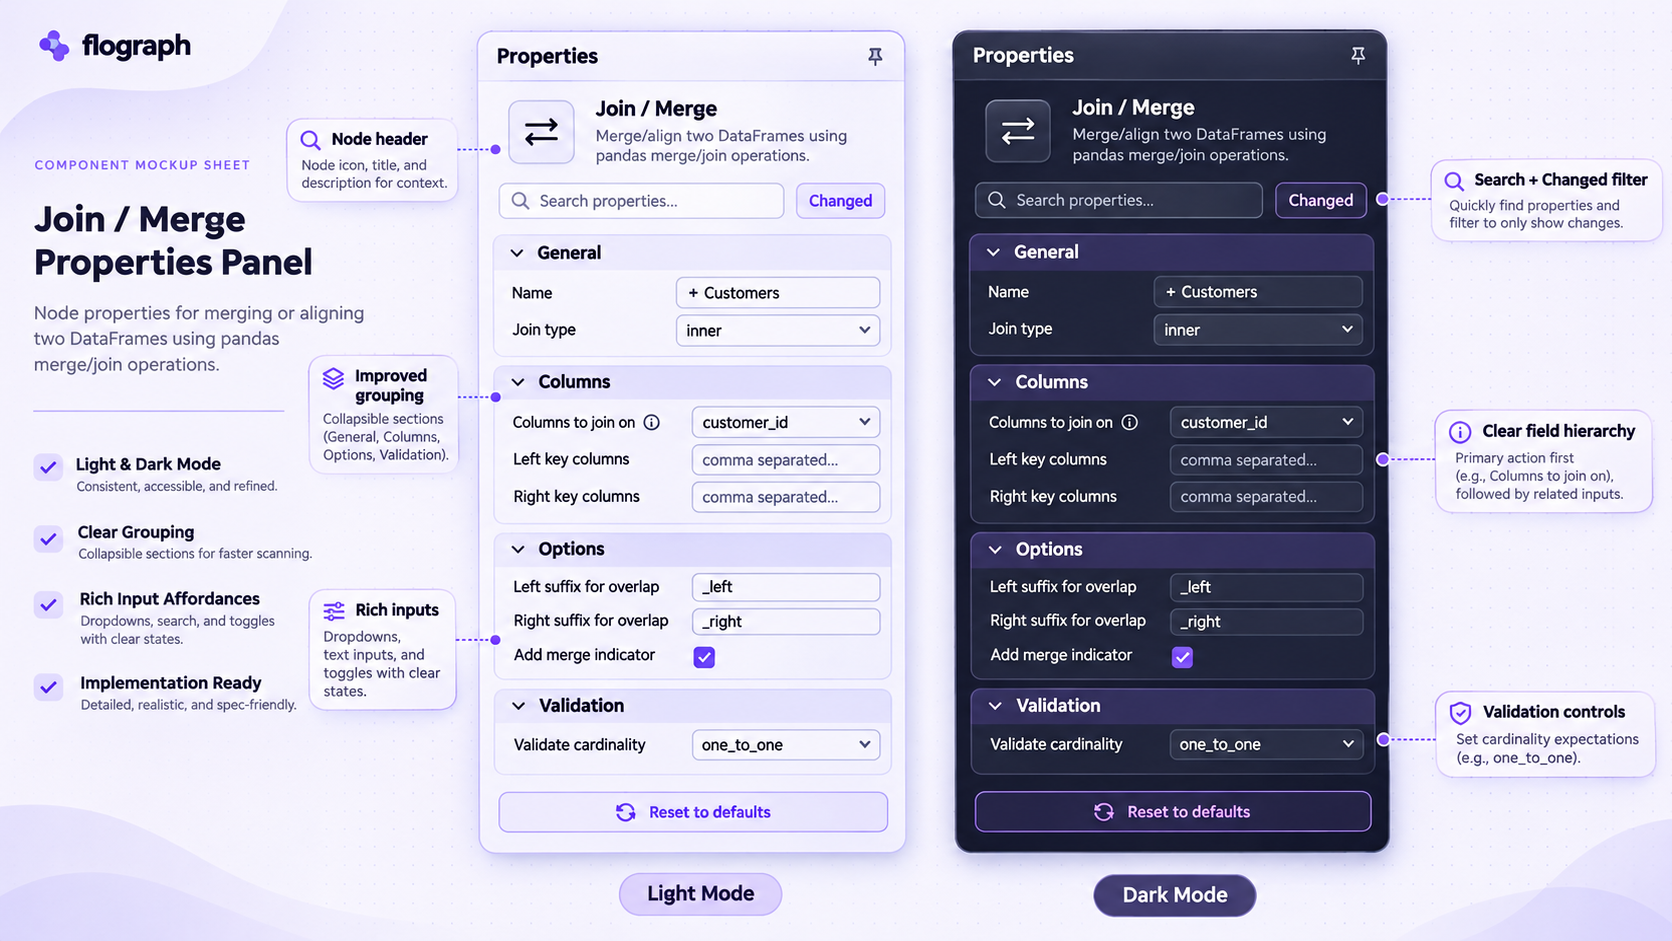 flograph
COMPONENT MOCKUP SHEET
Join / Merge
Properties Panel
Node properties for merging or aligning
two DataFrames using pandas
merge/join operations.
Light & Dark Mode
Consistent, accessible, and refined.
Clear Grouping
Collapsible sections for faster scanning.
Rich Input Affordances
Dropdowns, search, and toggles
with clear states.
Implementation Ready
Detailed, realistic, and spec-friendly.
Node header
Node icon, title, and
description for context.
Improved
grouping
Collapsible sections
(General, Columns,
Options, Validation).
Rich inputs
Dropdowns,
text inputs, and
toggles with clear
states.
Properties
Join / Merge
Merge/align two DataFrames using
pandas merge/join operations.
Search properties...
Changed
General
Name
+ Customers
Join type
inner
Columns
Columns to join on
customer_id
Left key columns
comma separated...
Right key columns
comma separated...
Options
Left suffix for overlap
_left
Right suffix for overlap
_right
Add merge indicator
Validation
Validate cardinality
one_to_one
Reset to defaults
Light Mode
Properties
Join / Merge
Merge/align two DataFrames using
pandas merge/join operations.
Search properties...
Changed
General
Name
+ Customers
Join type
inner
Columns
Columns to join on
customer_id
Left key columns
comma separated...
Right key columns
comma separated...
Options
Left suffix for overlap
_left
Right suffix for overlap
_right
Add merge indicator
Validation
Validate cardinality
one_to_one
Reset to defaults
Dark Mode
Search + Changed filter
Quickly find properties and
filter to only show changes.
Clear field hierarchy
Primary action first
(e.g., Columns to join on),
followed by related inputs.
Validation controls
Set cardinality expectations
(e.g., one_to_one).